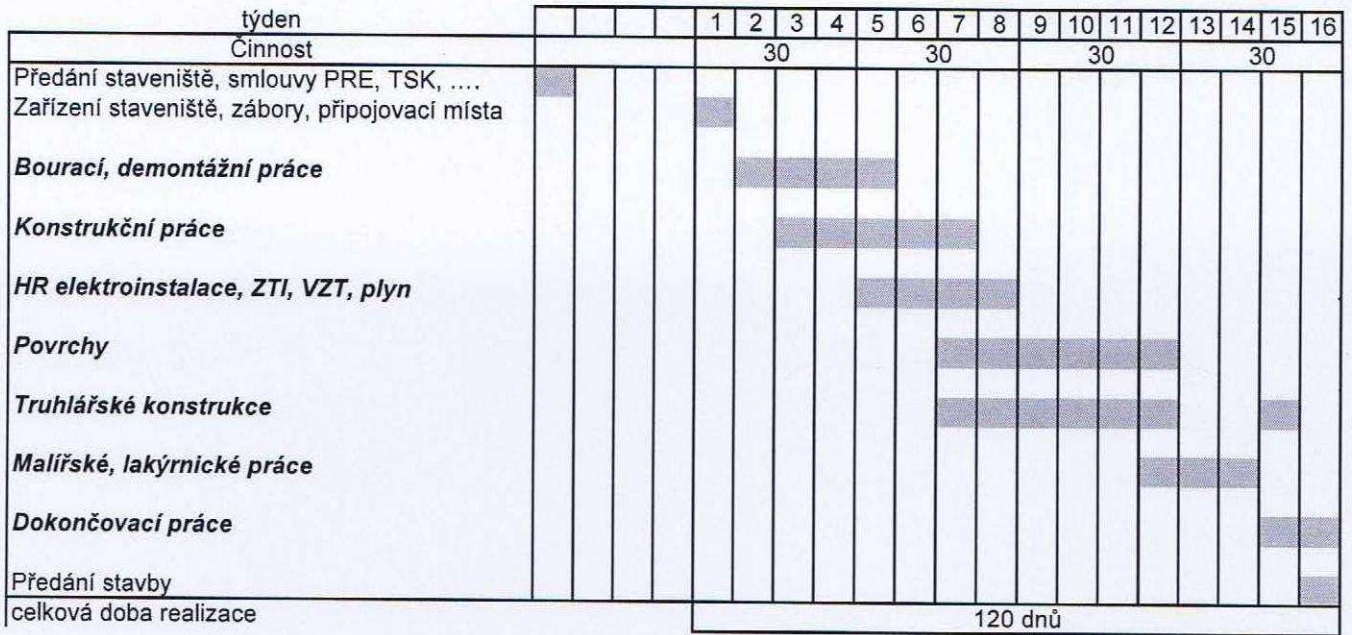 týden 1 2 3 4 5 6 7 8 9 10 11 12 13 14 15 16
Činnost 30 30 30 30
Předání staveniště, smlouvy PRE, TSK, ....
Zařízení staveniště, zábory, připojovací místa
Bourací, demontážní práce
Konstrukční práce
HR elektroinstalace, ZTI, VZT, plyn
Povrchy
Truhlářské konstrukce
Malířské, lakýrnické práce
Dokončovací práce
Předání stavby
celková doba realizace 120 dnů